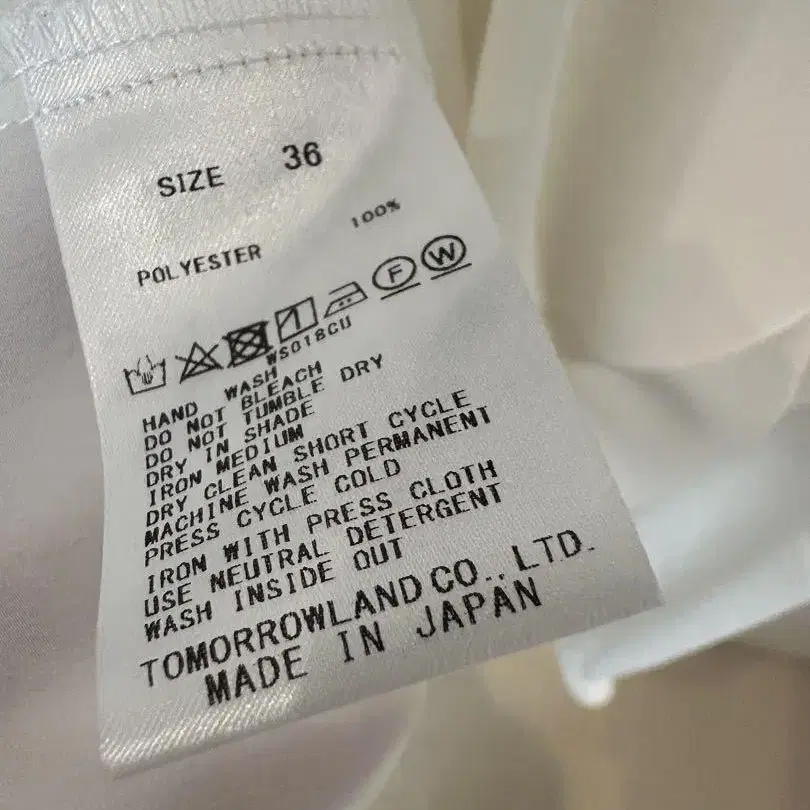 SIZE 36
POLYESTER 100%
F W
WS018CU
HAND WASH
DO NOT BLEACH
DO NOT TUMBLE DRY
DRY IN SHADE
IRON MEDIUM
DRY CLEAN SHORT CYCLE
MACHINE WASH PERMANENT
PRESS CYCLE COLD
IRON WITH PRESS CLOTH
USE NEUTRAL DETERGENT
WASH INSIDE OUT
TOMORROWLAND CO., LTD.
MADE IN JAPAN